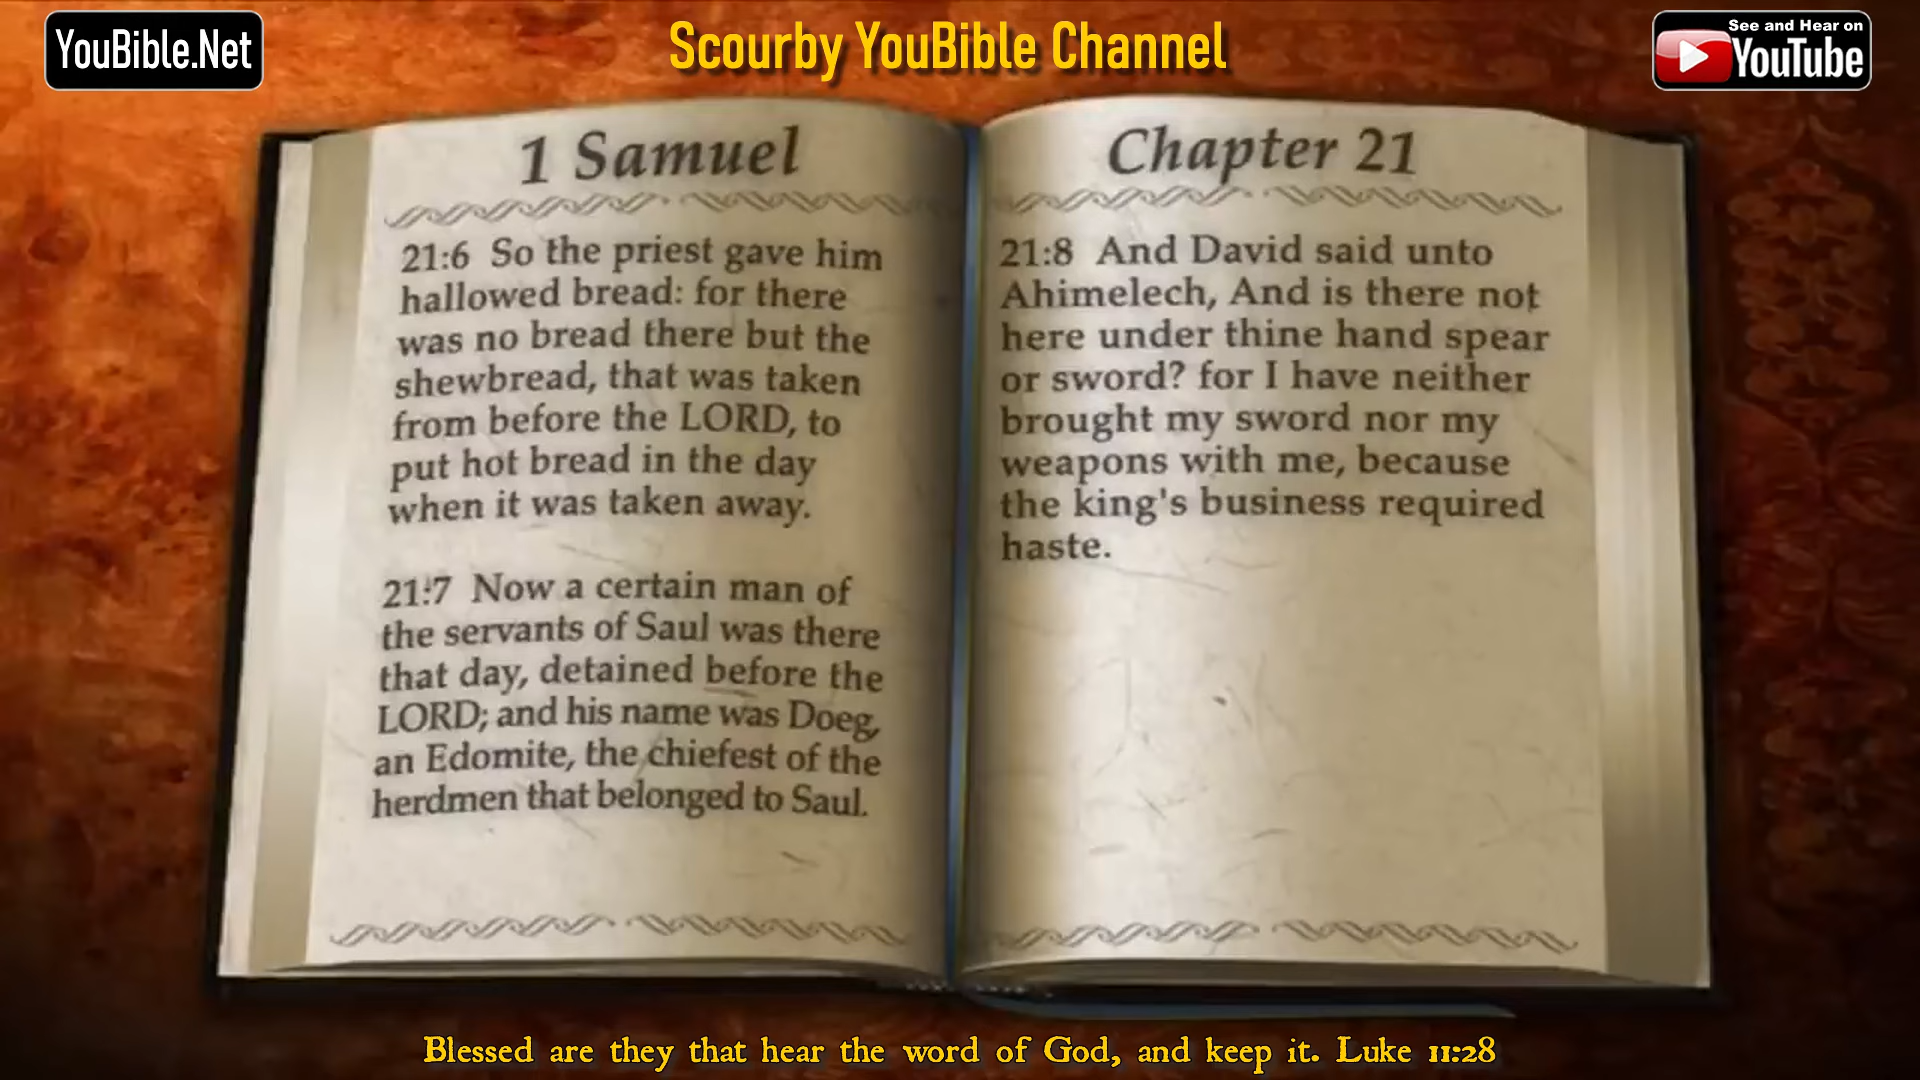 YouBible.Net
Scourby YouBible Channel
See and Hear on
YouTube
1 Samuel
21:6 So the priest gave him
hallowed bread: for there
was no bread there but the
shewbread, that was taken
from before the LORD, to
put hot bread in the day
when it was taken away.
21:7 Now a certain man of
the servants of Saul was there
that day, detained before the
LORD; and his name was Doeg,
an Edomite, the chiefest of the
herdmen that belonged to Saul.
Chapter 21
21:8 And David said unto
Ahimelech, And is there not
here under thine hand spear
or sword? for I have neither
brought my sword nor my
weapons with me, because
the king's business required
haste.
Blessed are they that hear the word of God, and keep it. Luke 11:28